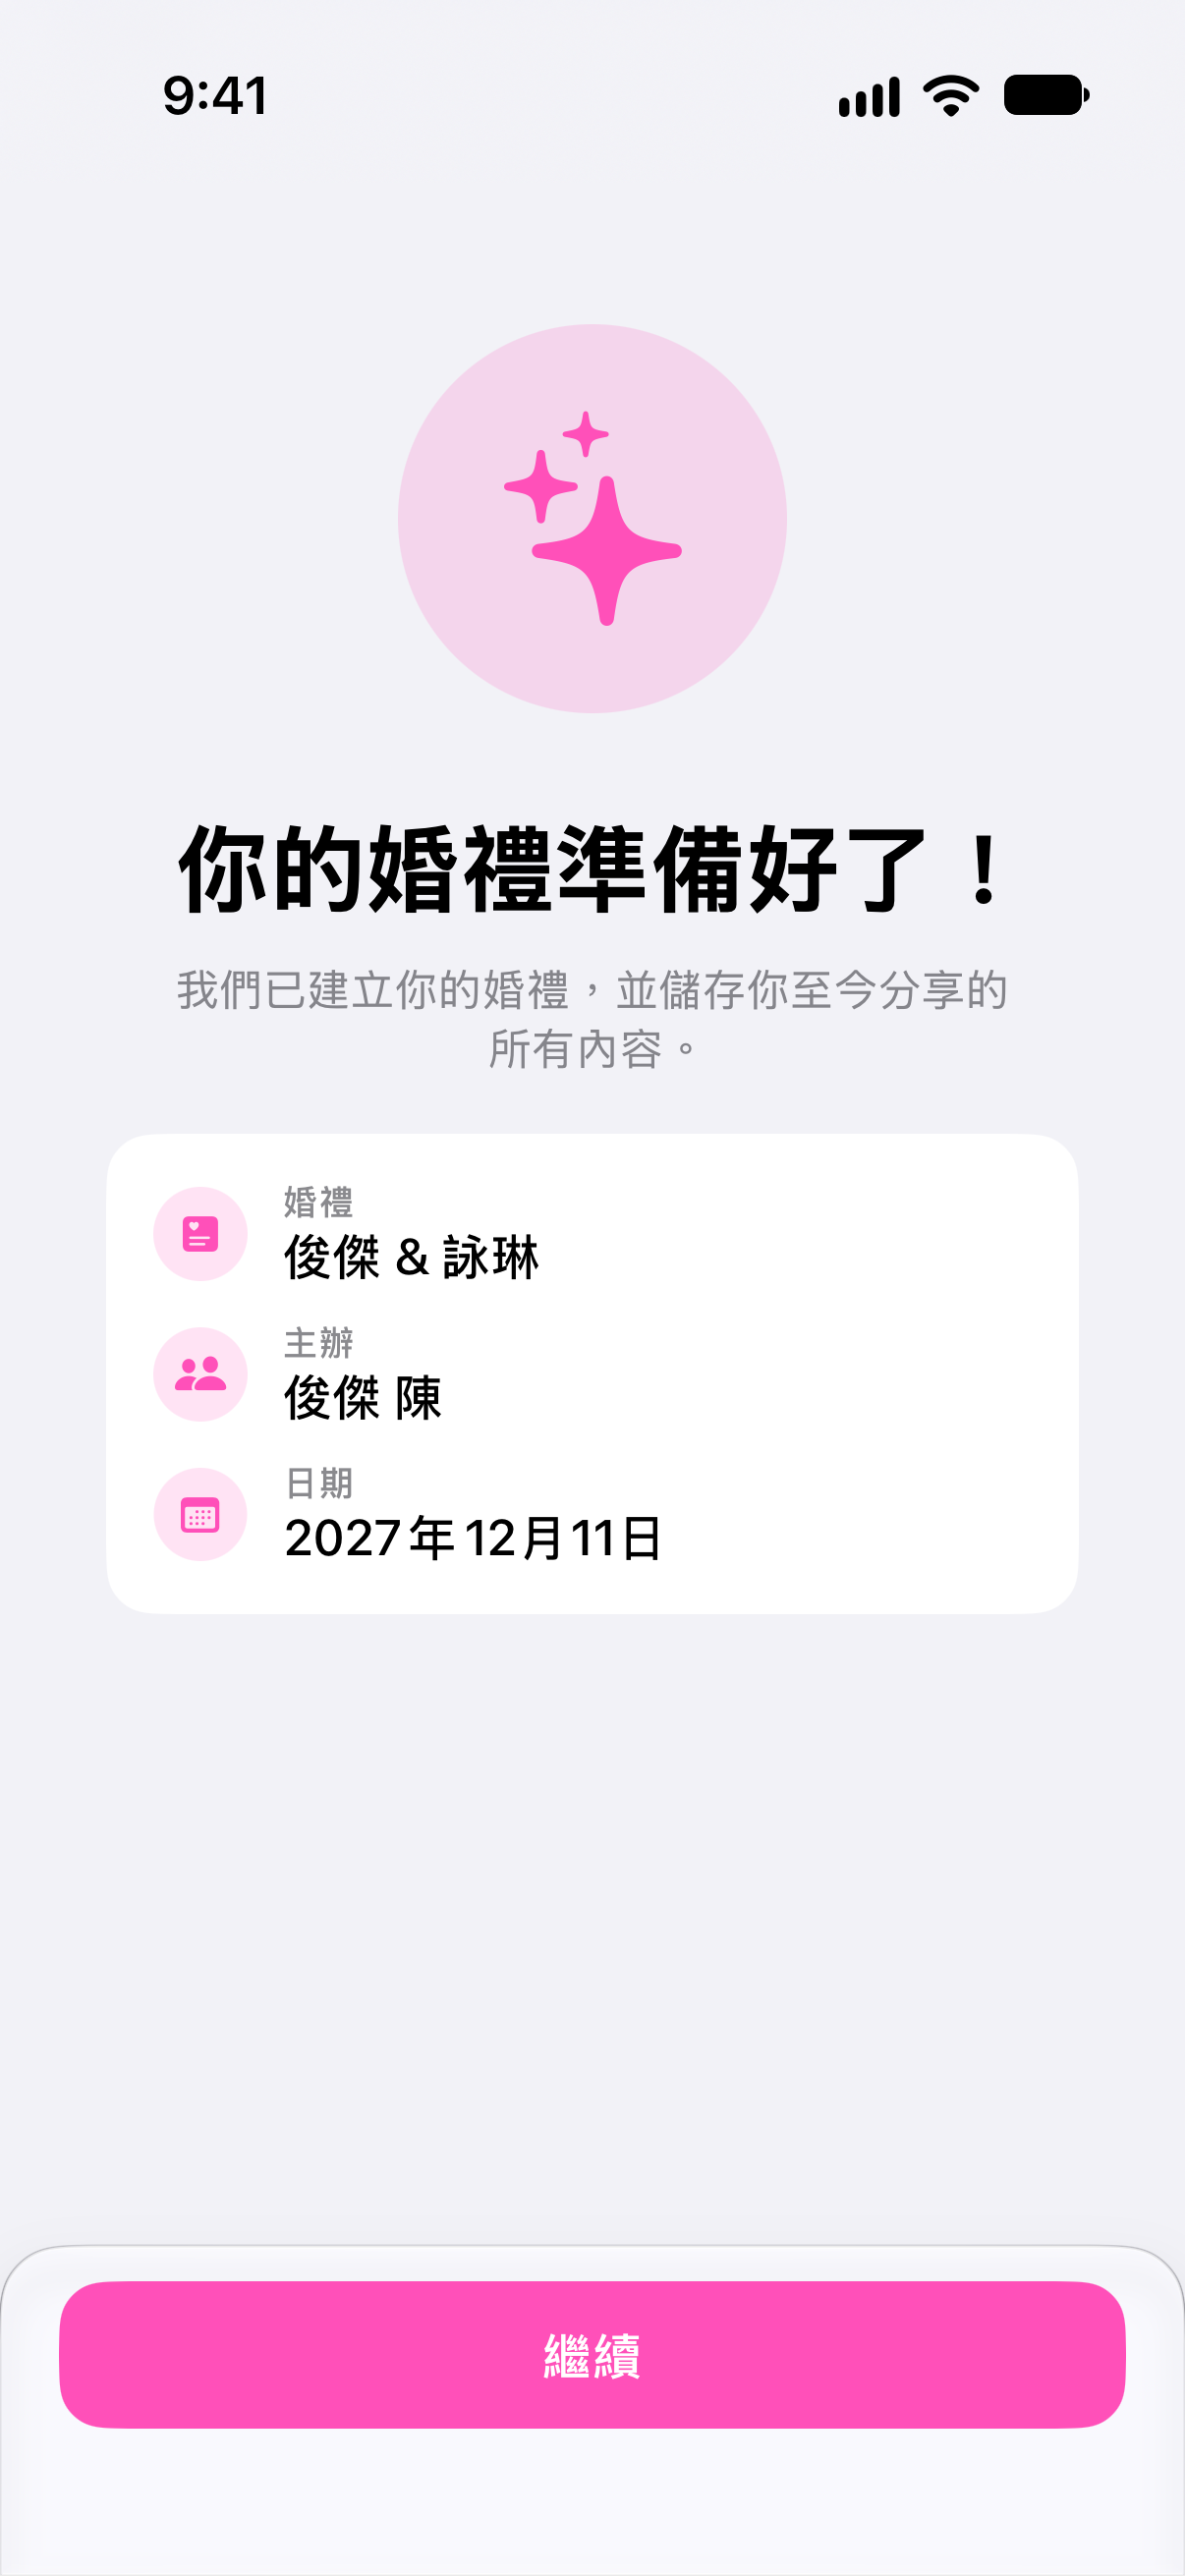 9:41
你的婚禮準備好了！
我們已建立你的婚禮，並儲存你至今分享的
所有內容。
婚禮
俊傑 & 詠琳
主辦
俊傑 陳
日期
2027年12月11日
繼續